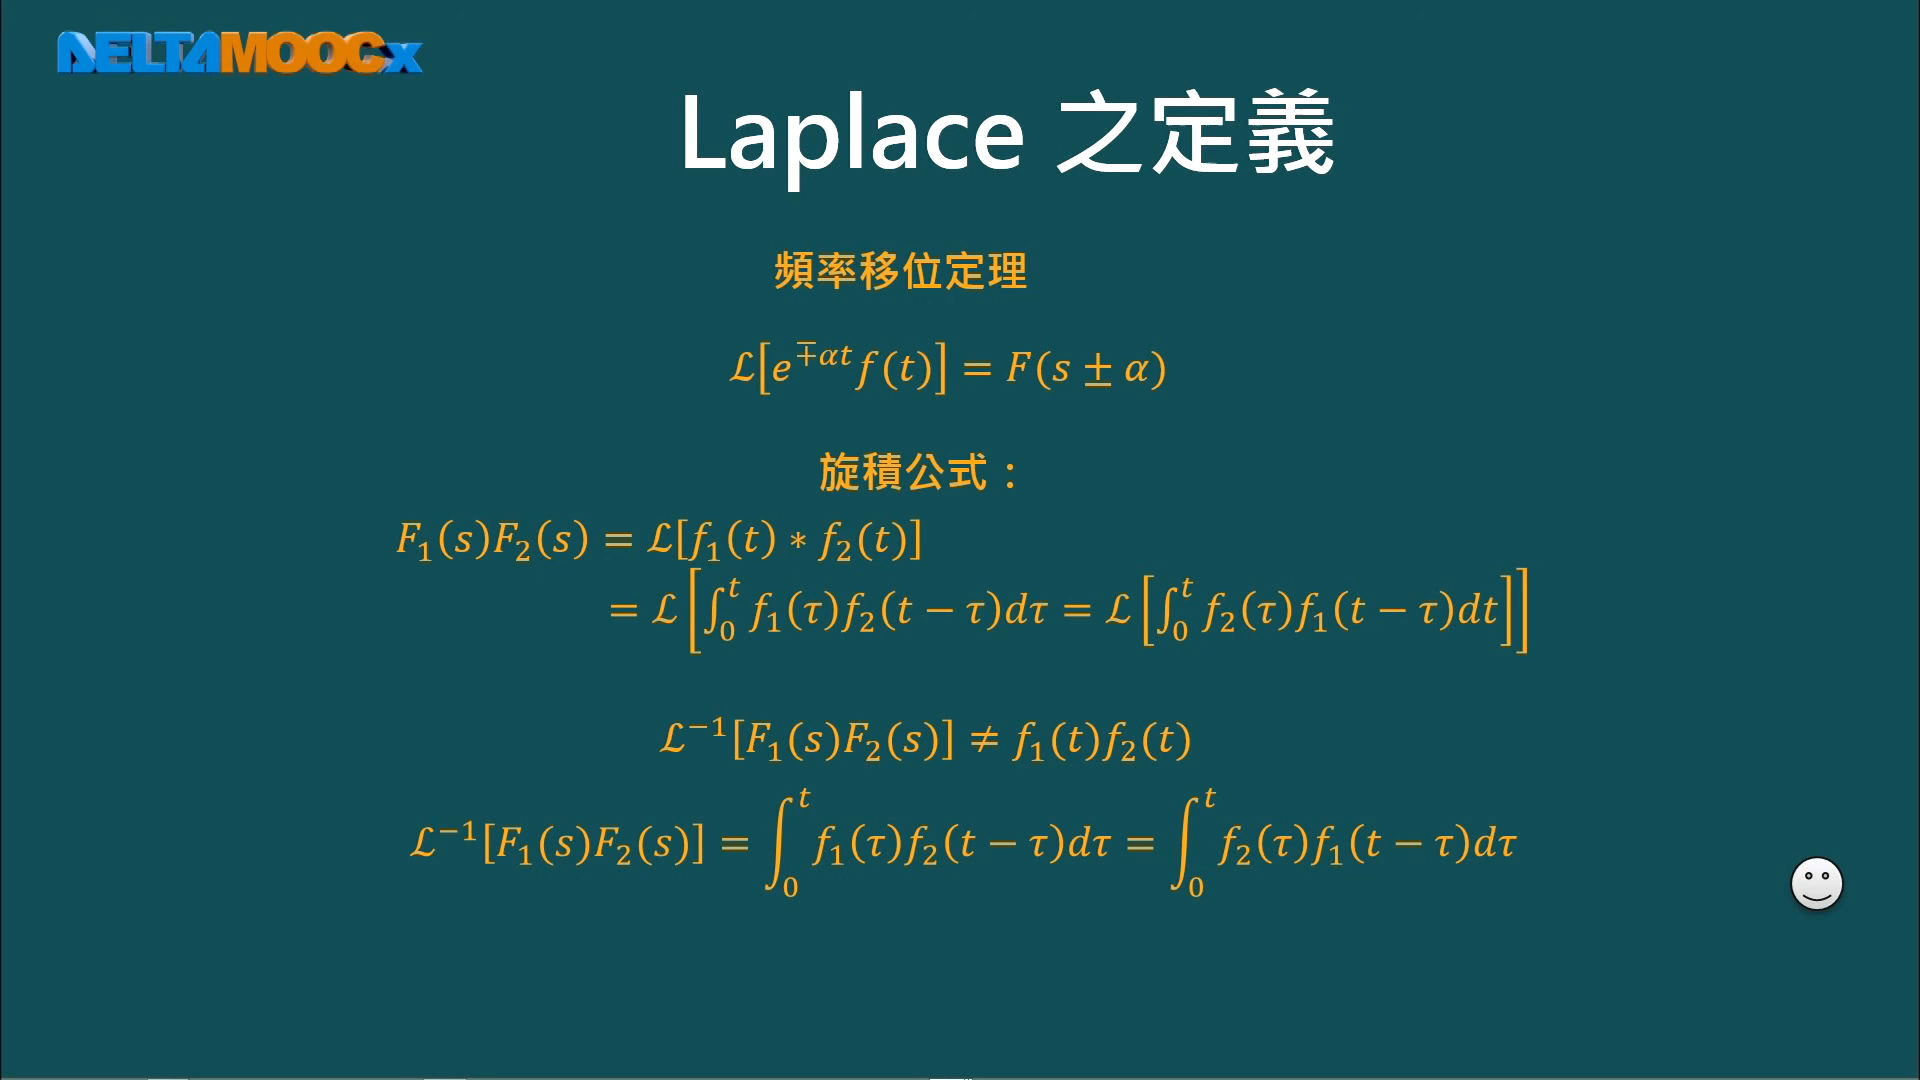 DELTAMOOCx
Laplace 之定義
頻率移位定理
ℒ[e^{∓αt}f(t)] = F(s ± α)
旋積公式：
F₁(s)F₂(s) = ℒ[f₁(t) ∗ f₂(t)]
= ℒ[∫₀ᵗ f₁(τ)f₂(t − τ)dτ = ℒ[∫₀ᵗ f₂(τ)f₁(t − τ)dt]]
ℒ⁻¹[F₁(s)F₂(s)] ≠ f₁(t)f₂(t)
ℒ⁻¹[F₁(s)F₂(s)] = ∫₀ᵗ f₁(τ)f₂(t − τ)dτ = ∫₀ᵗ f₂(τ)f₁(t − τ)dτ